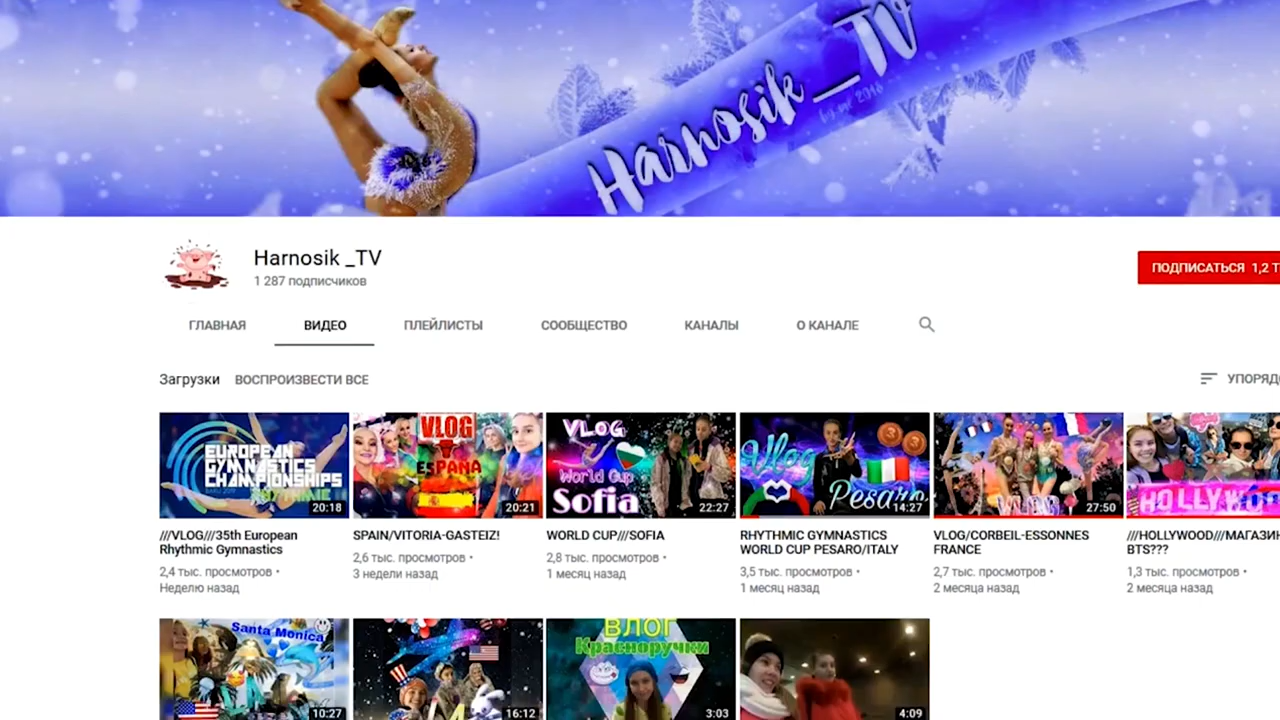 Harnosik _TV
Harnosik _TV
1 287 подписчиков
ПОДПИСАТЬСЯ 1,2 Т
ГЛАВНАЯ ВИДЕО ПЛЕЙЛИСТЫ СООБЩЕСТВО КАНАЛЫ О КАНАЛЕ
Загрузки ВОСПРОИЗВЕСТИ ВСЕ
УПОРЯДО
EUROPEAN
GYMNASTICS
CHAMPIONSHIPS
20:18
VLOG
ESPAÑA
20:21
VLOG
World Cup
Sofia
22:27
Vlog
Pesaro
14:27
27:50
HOLLYWOO
///VLOG///35th European
Rhythmic Gymnastics
2,4 тыс. просмотров •
Неделю назад
SPAIN/VITORIA-GASTEIZ!
2,6 тыс. просмотров •
3 недели назад
WORLD CUP///SOFIA
2,8 тыс. просмотров •
1 месяц назад
RHYTHMIC GYMNASTICS
WORLD CUP PESARO/ITALY
3,5 тыс. просмотров •
1 месяц назад
VLOG/CORBEIL-ESSONNES
FRANCE
2,7 тыс. просмотров •
2 месяца назад
///HOLLYWOOD///МАГАЗИН
BTS???
1,3 тыс. просмотров •
2 месяца назад
Santa Monica
10:27
16:12
ВЛОГ
Красноручки
3:03
4:09